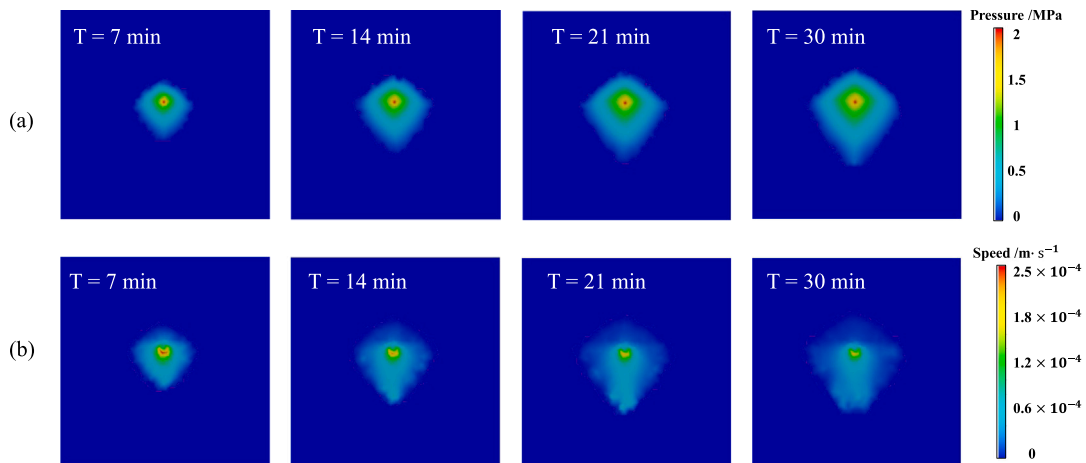 Pressure /MPa
T = 7 min
T = 14 min
T = 21 min
T = 30 min
2
1.5
(a)
1
0.5
0
Speed /m· s⁻¹
T = 7 min
T = 14 min
T = 21 min
T = 30 min
2.5 × 10⁻⁴
1.8 × 10⁻⁴
(b)
1.2 × 10⁻⁴
0.6 × 10⁻⁴
0